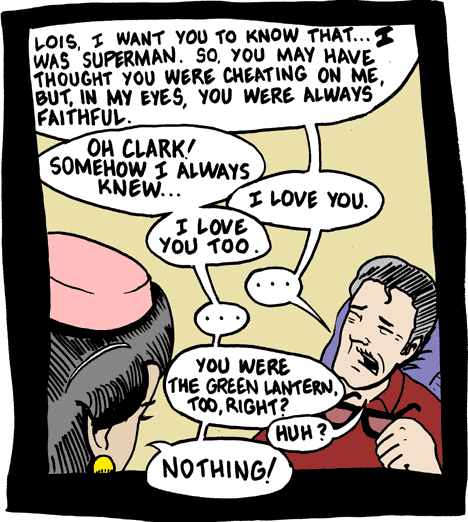 LOIS, I WANT YOU TO KNOW THAT... I
WAS SUPERMAN. SO, YOU MAY HAVE
THOUGHT YOU WERE CHEATING ON ME,
BUT, IN MY EYES, YOU WERE ALWAYS
FAITHFUL.
OH CLARK!
SOMEHOW I ALWAYS
KNEW...
I LOVE YOU.
I LOVE
YOU TOO.
...
...
YOU WERE
THE GREEN LANTERN,
TOO, RIGHT?
HUH?
NOTHING!